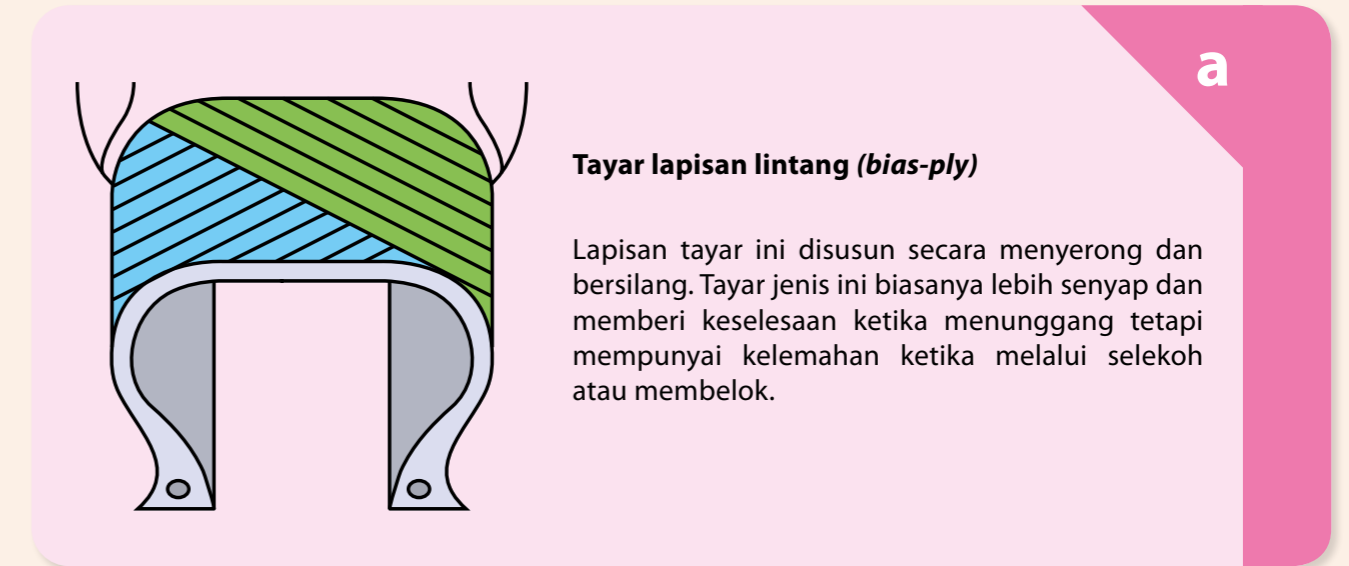 a
Tayar lapisan lintang (bias-ply)
Lapisan tayar ini disusun secara menyerong dan
bersilang. Tayar jenis ini biasanya lebih senyap dan
memberi keselesaan ketika menunggang tetapi
mempunyai kelemahan ketika melalui selekoh
atau membelok.